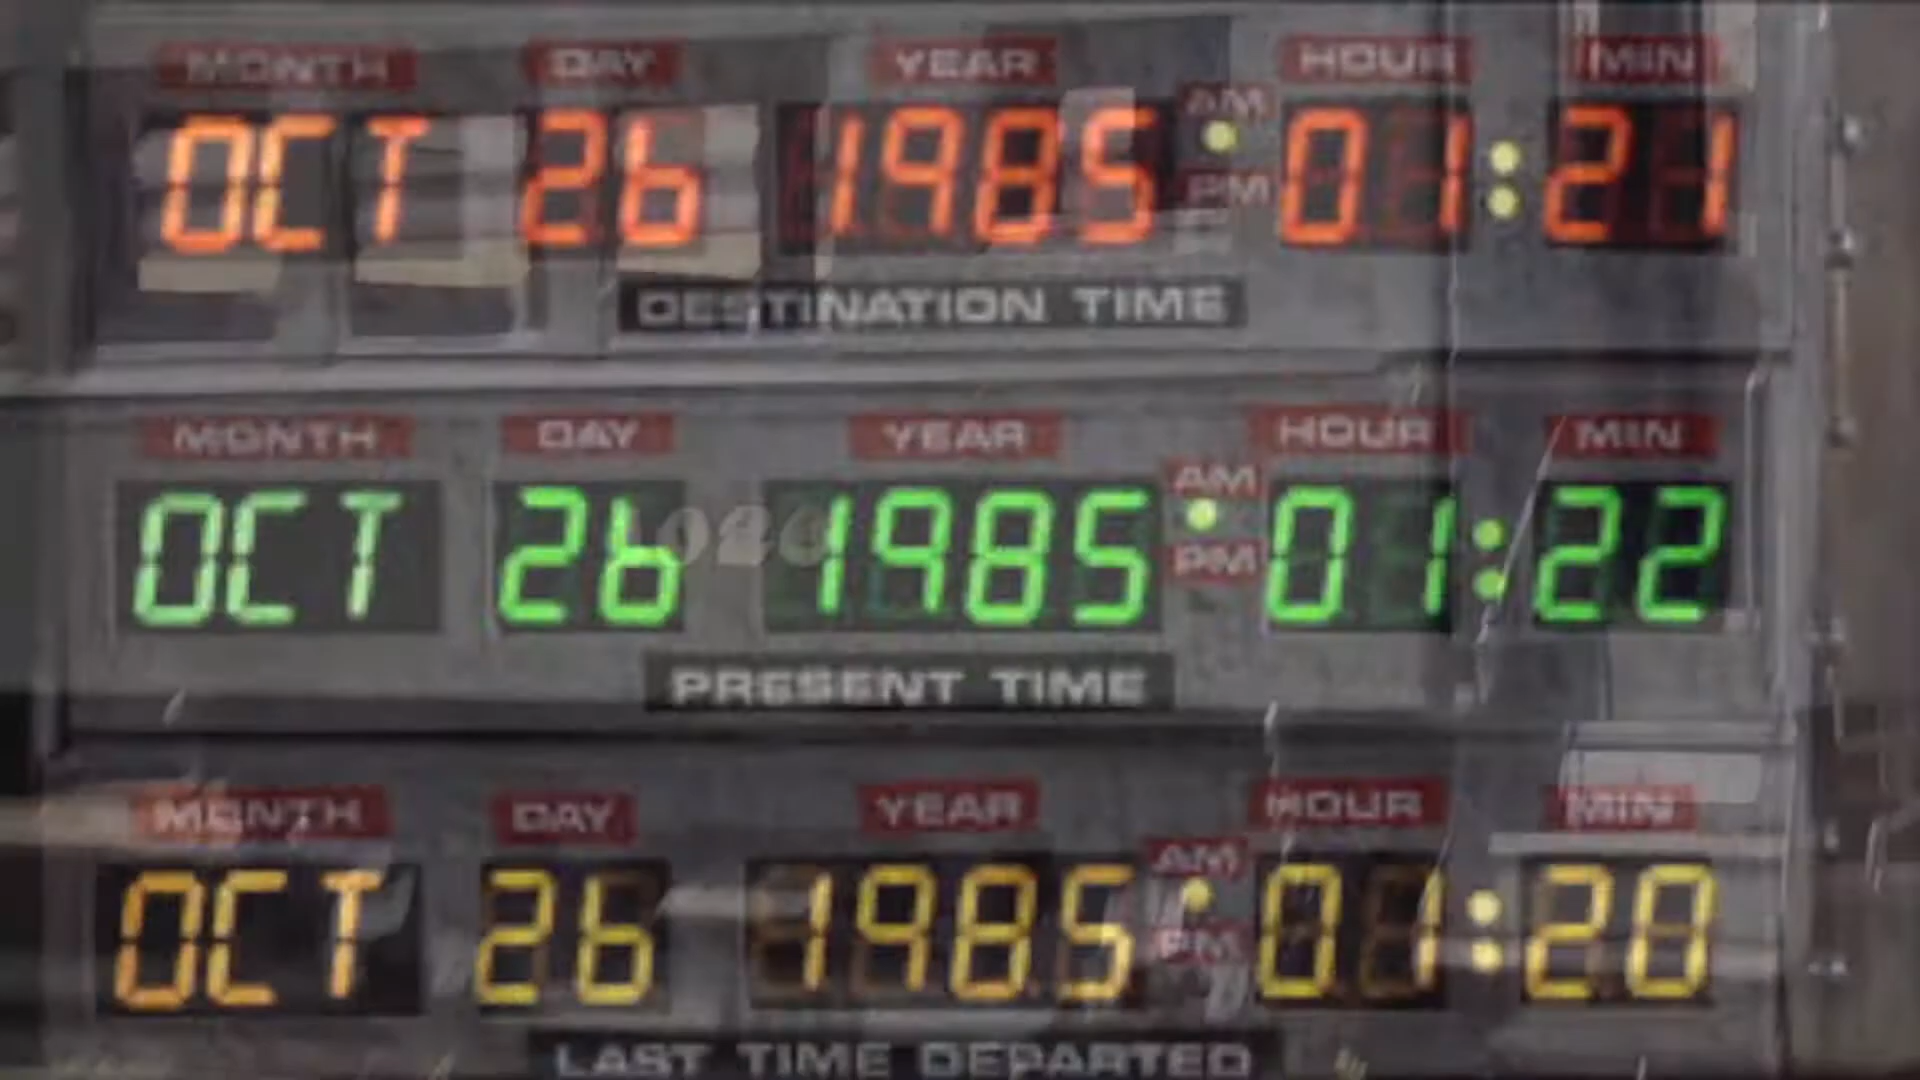 MONTH DAY YEAR HOUR MIN
OCT 26 1985 AM PM 01:21
DESTINATION TIME
MONTH DAY YEAR HOUR MIN
OCT 26 1985 AM PM 01:22
PRESENT TIME
MONTH DAY YEAR HOUR MIN
OCT 26 1985 AM PM 01:20
LAST TIME DEPARTED